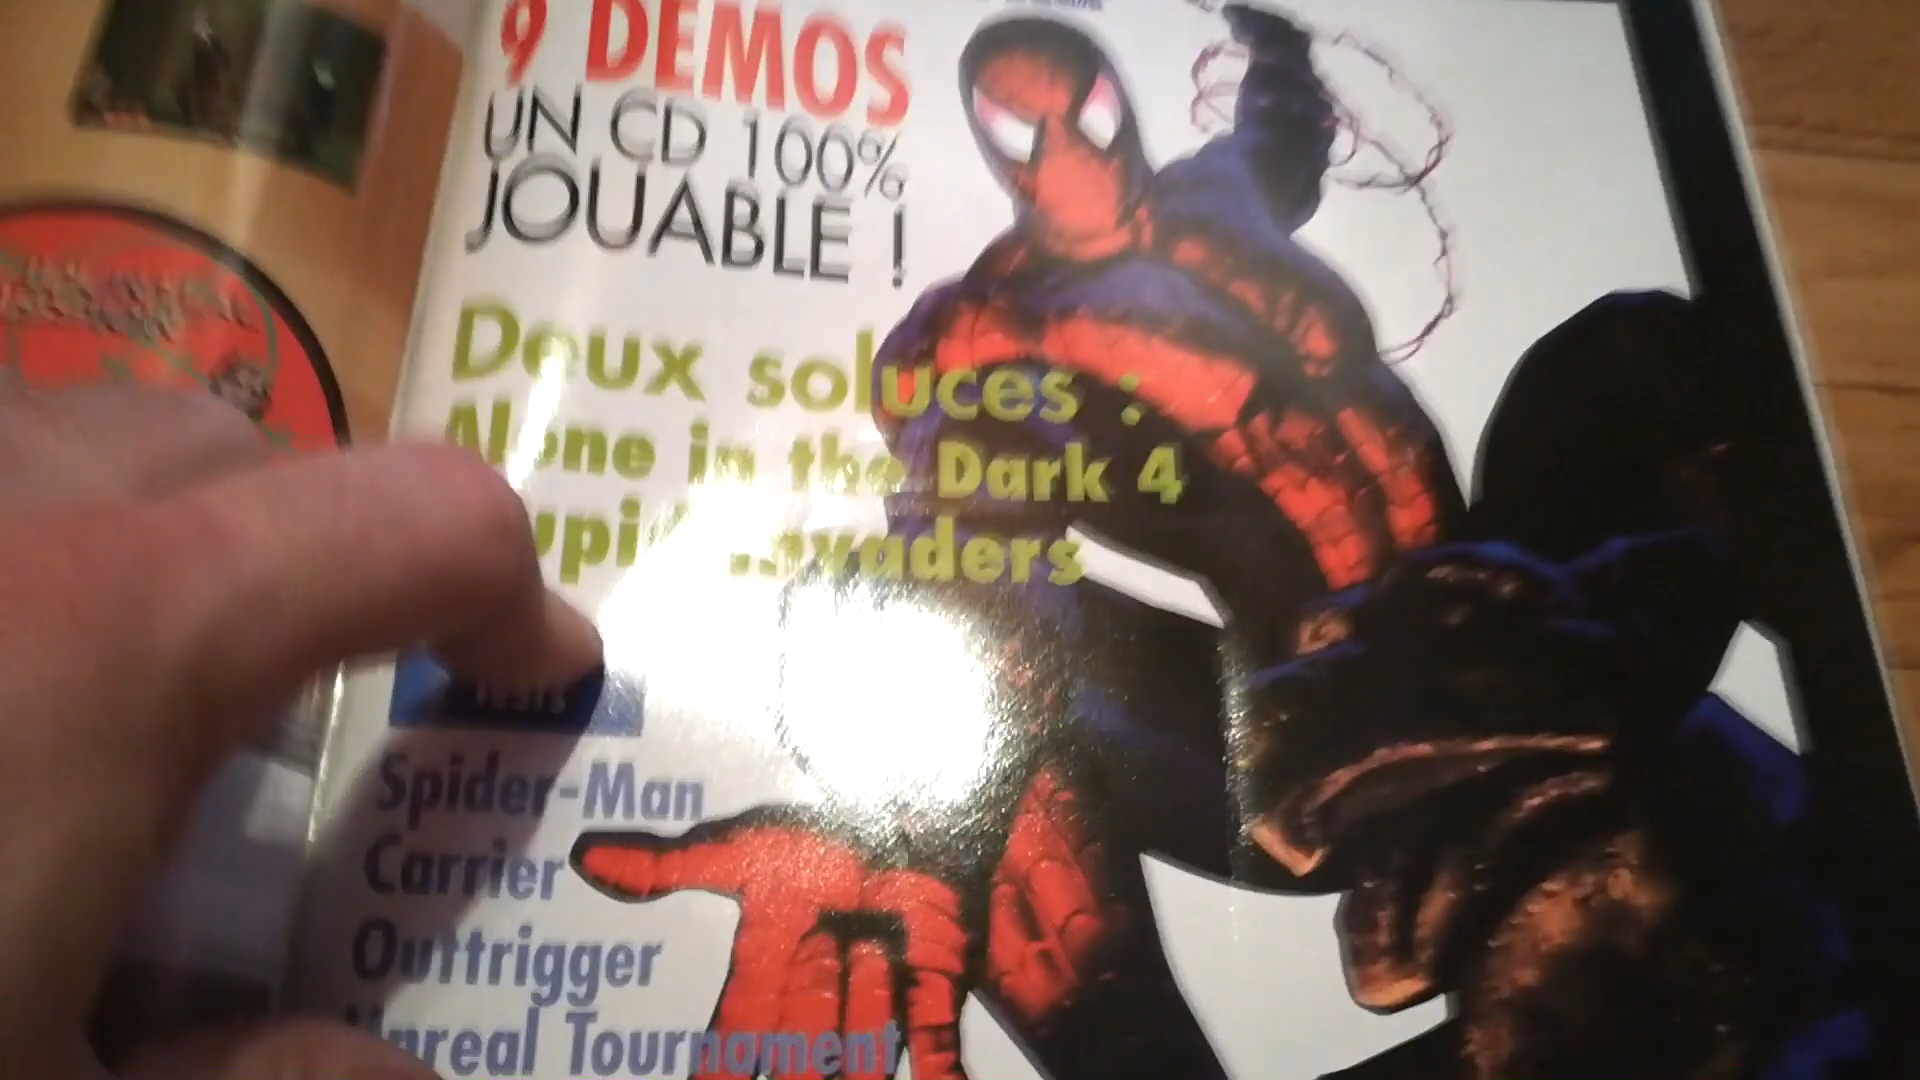 9 DEMOS
UN CD 100%
JOUABLE !
Deux soluces :
Alone in the Dark 4
Invaders
TESTS
Spider-Man
Carrier
Outtrigger
Unreal Tournament